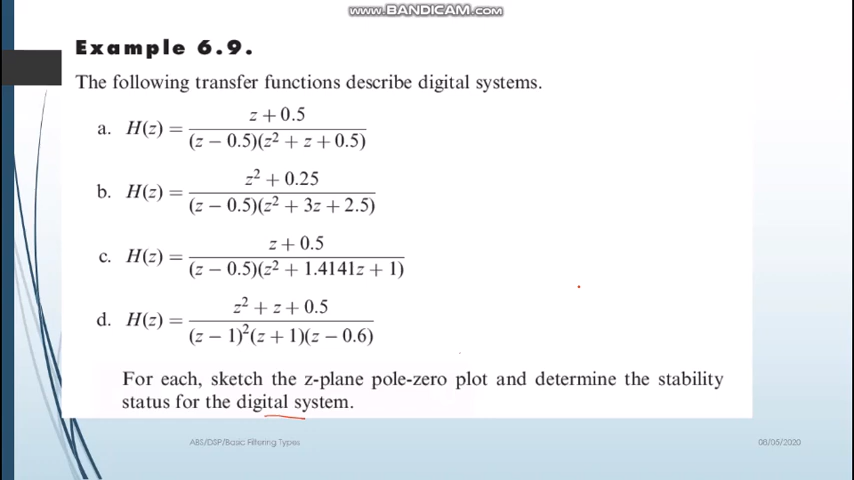 www.BANDICAM.com
Example 6.9.
The following transfer functions describe digital systems.
a. H(z) = (z + 0.5) / ((z − 0.5)(z² + z + 0.5))
b. H(z) = (z² + 0.25) / ((z − 0.5)(z² + 3z + 2.5))
c. H(z) = (z + 0.5) / ((z − 0.5)(z² + 1.4141z + 1))
d. H(z) = (z² + z + 0.5) / ((z − 1)²(z + 1)(z − 0.6))
For each, sketch the z-plane pole-zero plot and determine the stability
status for the digital system.
ABS/DSP/Basic Filtering Types
08/05/2020